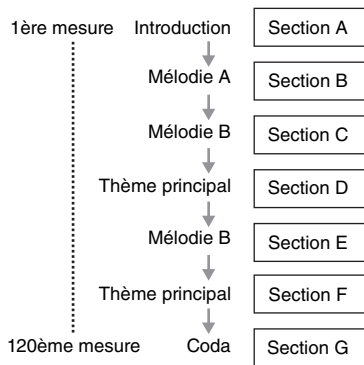 1ère mesure Introduction Section A
Mélodie A Section B
Mélodie B Section C
Thème principal Section D
Mélodie B Section E
Thème principal Section F
120ème mesure Coda Section G